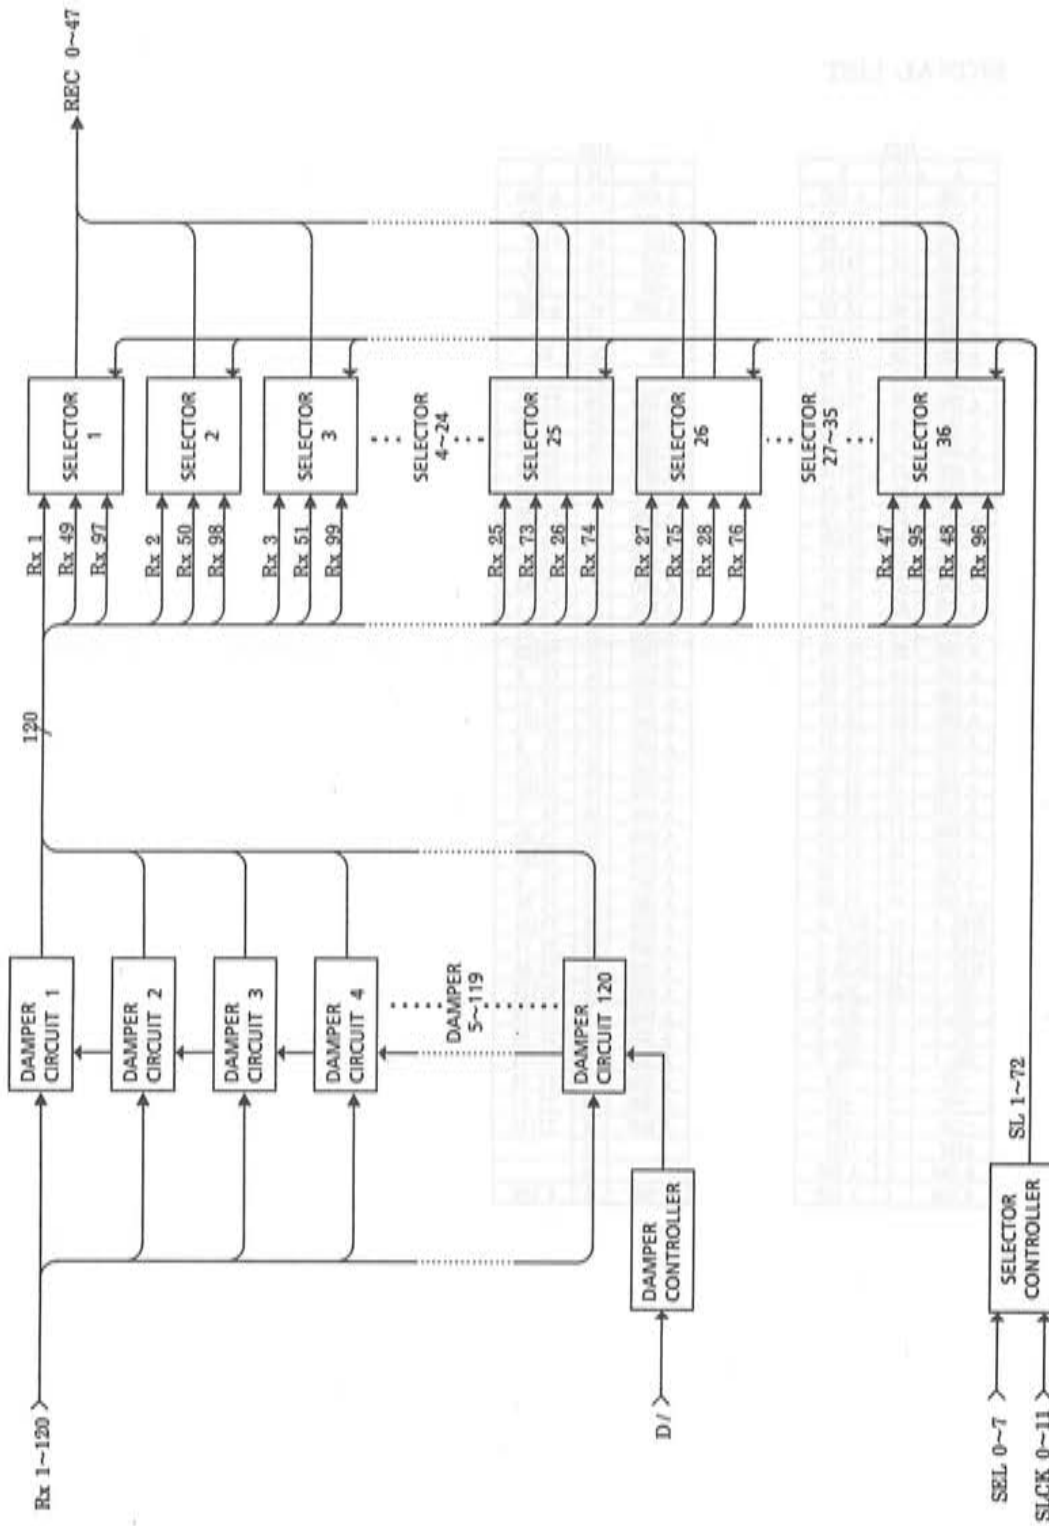 Rx 1~120
DAMPER
CIRCUIT 1
DAMPER
CIRCUIT 2
DAMPER
CIRCUIT 3
DAMPER
CIRCUIT 4
DAMPER
5~119
DAMPER
CIRCUIT 120
D/
DAMPER
CONTROLLER
120
Rx 1
Rx 49
Rx 97
SELECTOR
1
Rx 2
Rx 50
Rx 98
SELECTOR
2
Rx 3
Rx 51
Rx 99
SELECTOR
3
SELECTOR
4~24
Rx 25
Rx 73
Rx 26
Rx 74
SELECTOR
25
Rx 27
Rx 75
Rx 28
Rx 76
SELECTOR
26
SELECTOR
27~35
Rx 47
Rx 95
Rx 48
Rx 96
SELECTOR
36
REC 0~47
SEL 0~7
SLCK 0~11
SELECTOR
CONTROLLER
SL 1~72